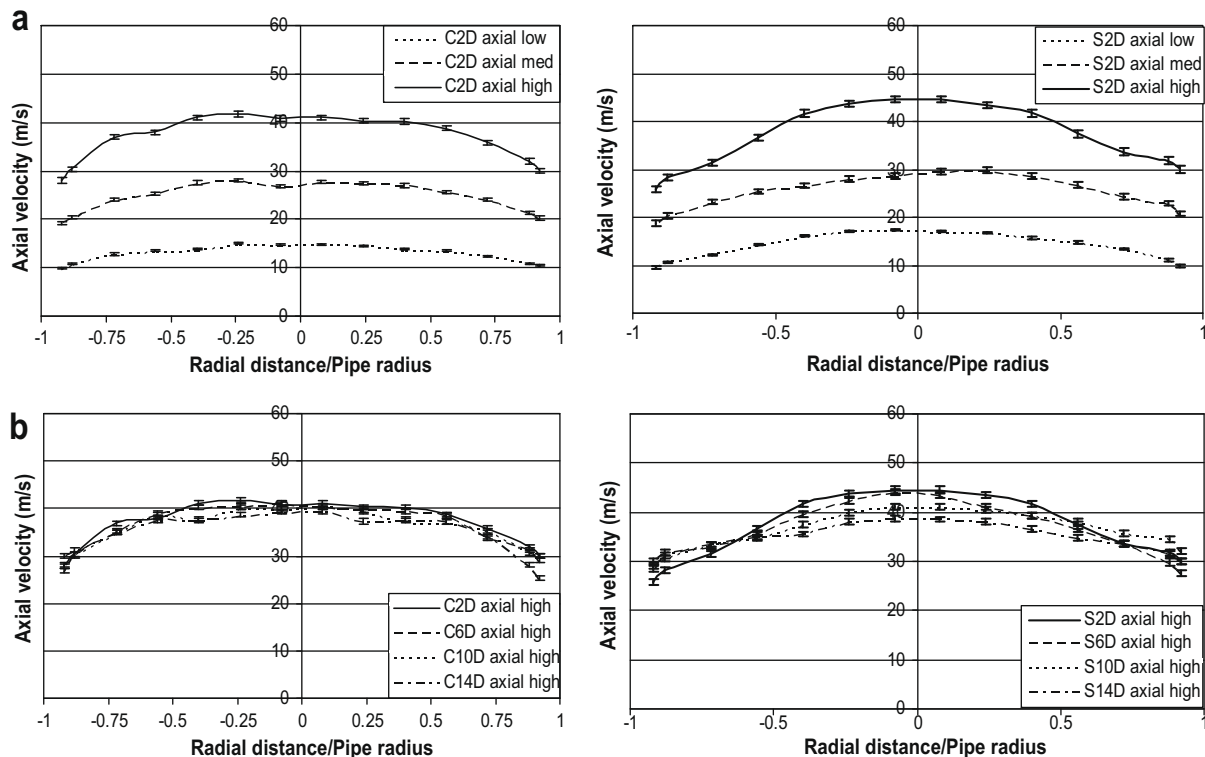 a
60
50
40
30
20
10
0
Axial velocity (m/s)
C2D axial low
C2D axial med
C2D axial high
-1 -0.75 -0.5 -0.25 0 0.25 0.5 0.75 1
Radial distance/Pipe radius
60
50
40
30
20
10
0
Axial velocity (m/s)
S2D axial low
S2D axial med
S2D axial high
-1 -0.5 0 0.5 1
Radial distance/Pipe radius
b
60
50
40
30
20
10
0
Axial velocity (m/s)
C2D axial high
C6D axial high
C10D axial high
C14D axial high
-1 -0.75 -0.5 -0.25 0 0.25 0.5 0.75 1
Radial distance/Pipe radius
60
50
40
30
20
10
0
Axial velocity (m/s)
S2D axial high
S6D axial high
S10D axial high
S14D axial high
-1 -0.5 0 0.5 1
Radial distance/Pipe radius